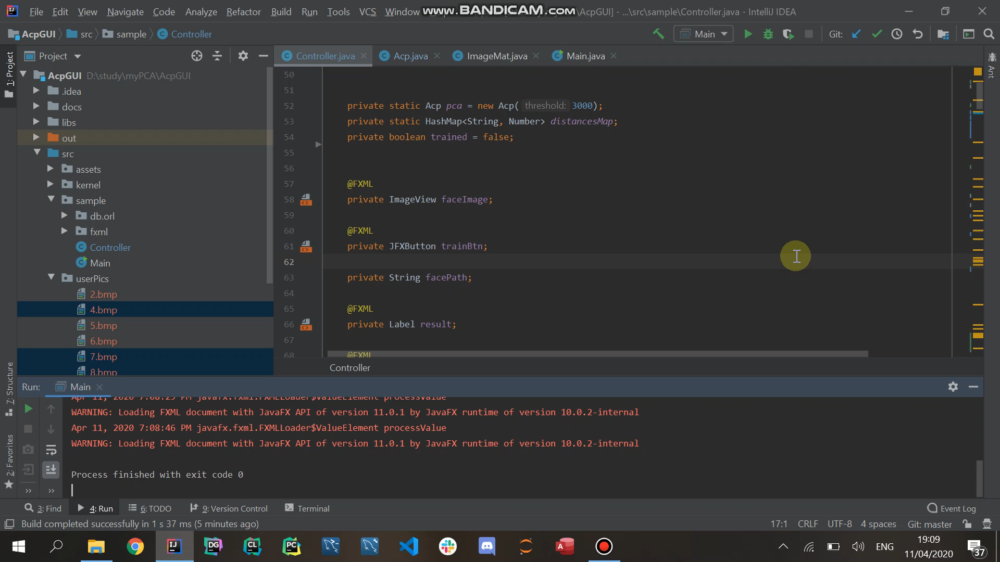 File Edit View Navigate Code Analyze Refactor Build Run Tools VCS Window www.BANDICAM.com \AcpGUI] - ...\src\sample\Controller.java - IntelliJ IDEA
AcpGUI src sample Controller
Main Git:
Project
Controller.java Acp.java ImageMat.java Main.java
1: Project
7: Structure
2: Favorites
Ant
AcpGUI D:\study\myPCA\AcpGUI
.idea
docs
libs
out
src
assets
kernel
sample
db.orl
fxml
Controller
Main
userPics
2.bmp
4.bmp
5.bmp
6.bmp
7.bmp
8.bmp
50
51
52 private static Acp pca = new Acp( threshold: 3000);
53 private static HashMap<String, Number> distancesMap;
54 private boolean trained = false;
55
56
57 @FXML
58 private ImageView faceImage;
59
60 @FXML
61 private JFXButton trainBtn;
62
63 private String facePath;
64
65 @FXML
66 private Label result;
67
68 @FXML
Controller
Run: Main
Apr 11, 2020 7:08:29 PM javafx.fxml.FXMLLoader$ValueElement processValue
WARNING: Loading FXML document with JavaFX API of version 11.0.1 by JavaFX runtime of version 10.0.2-internal
Apr 11, 2020 7:08:46 PM javafx.fxml.FXMLLoader$ValueElement processValue
WARNING: Loading FXML document with JavaFX API of version 11.0.1 by JavaFX runtime of version 10.0.2-internal
Process finished with exit code 0
3: Find 4: Run 6: TODO 9: Version Control Terminal Event Log
Build completed successfully in 1 s 37 ms (5 minutes ago) 17:1 CRLF UTF-8 4 spaces Git: master
IJ DG CL PC A ENG
19:09
11/04/2020
37